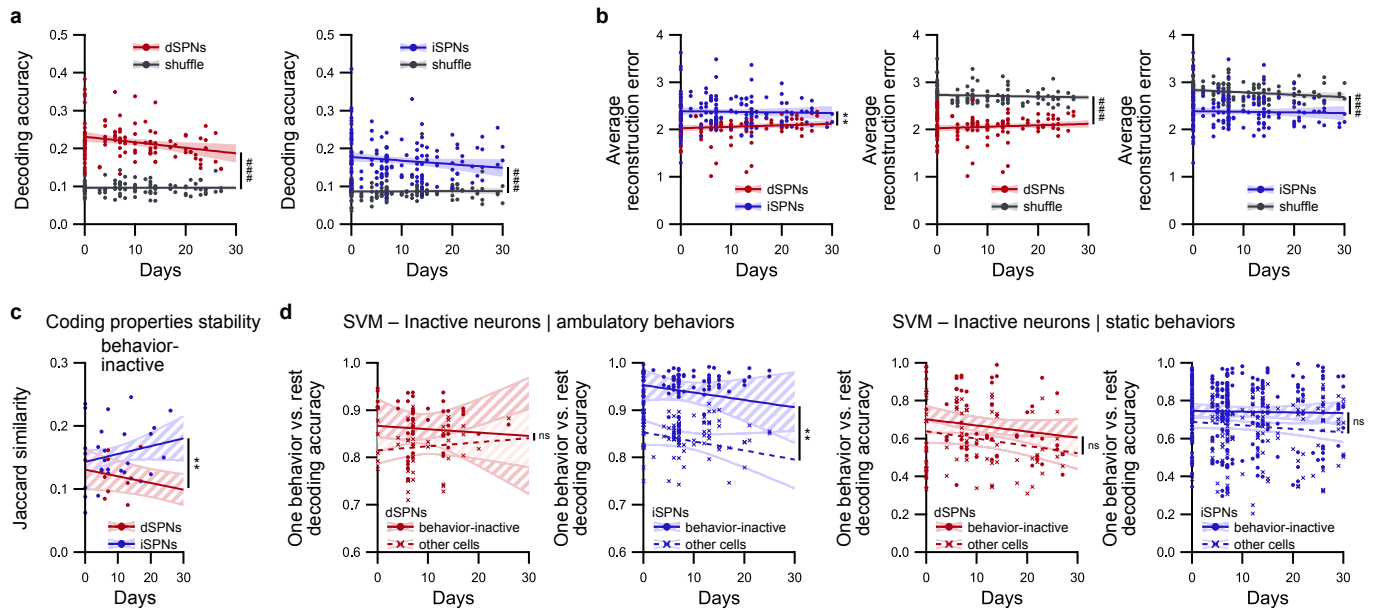 a
Decoding accuracy
0.5
0.4
0.3
0.2
0.1
0.0
0 10 20 30
Days
dSPNs
shuffle
###
Decoding accuracy
0.5
0.4
0.3
0.2
0.1
0.0
0 10 20 30
Days
iSPNs
shuffle
###
b
Average
reconstruction error
4
3
2
1
0
0 10 20 30
Days
dSPNs
iSPNs
**
Average
reconstruction error
4
3
2
1
0
0 10 20 30
Days
dSPNs
shuffle
###
Average
reconstruction error
4
3
2
1
0
0 10 20 30
Days
iSPNs
shuffle
###
c
Coding properties stability
behavior-
inactive
Jaccard similarity
0.3
0.2
0.1
0.0
0 10 20 30
Days
dSPNs
iSPNs
**
d
SVM – Inactive neurons | ambulatory behaviors
One behavior vs. rest
decoding accuracy
1.0
0.9
0.8
0.7
0.6
0 10 20 30
Days
dSPNs
behavior-inactive
other cells
ns
One behavior vs. rest
decoding accuracy
1.0
0.9
0.8
0.7
0.6
0 10 20 30
Days
iSPNs
behavior-inactive
other cells
**
SVM – Inactive neurons | static behaviors
One behavior vs. rest
decoding accuracy
1.0
0.8
0.6
0.4
0.2
0.0
0 10 20 30
Days
dSPNs
behavior-inactive
other cells
ns
One behavior vs. rest
decoding accuracy
1.0
0.8
0.6
0.4
0.2
0.0
0 10 20 30
Days
iSPNs
behavior-inactive
other cells
ns